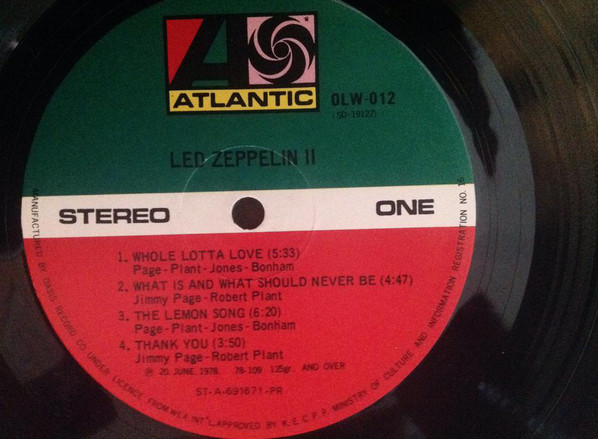 ATLANTIC
OLW-012
(SD-19127)
LED ZEPPELIN II
STEREO
ONE
1. WHOLE LOTTA LOVE (5:33)
Page-Plant-Jones-Bonham
2. WHAT IS AND WHAT SHOULD NEVER BE (4:47)
Jimmy Page-Robert Plant
3. THE LEMON SONG (6:20)
Page-Plant-Jones-Bonham
4. THANK YOU (3:50)
Jimmy Page-Robert Plant
℗ 20. JUNE. 1978. 78-109 125gr. AND OVER
ST-A-691671-PR
MANUFACTURED BY OASIS RECORD CO UNDER LICENCE FROM WEA INT'L. APPROVED BY K.E.C.P.P. MINISTRY OF CULTURE AND INFORMATION REGISTRATION NO. 16